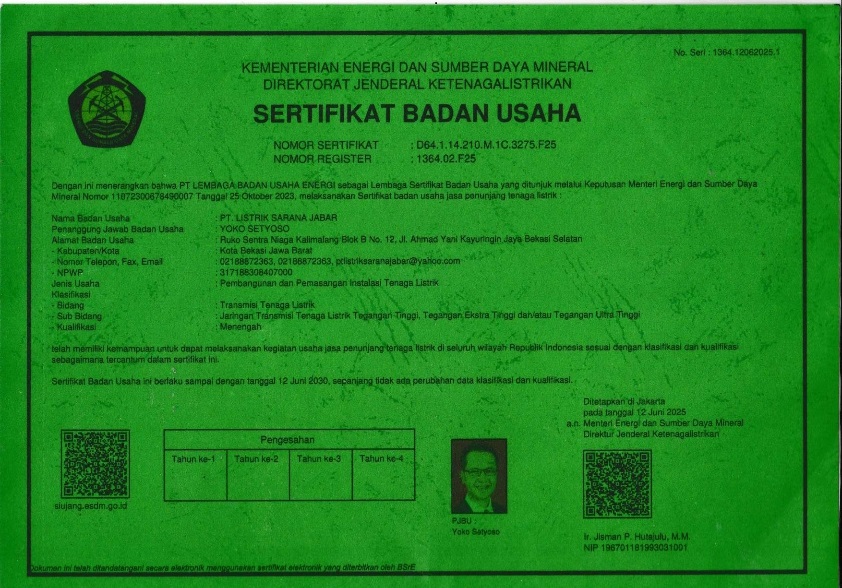 No. Seri : 1364.12062025.1
KEMENTERIAN ENERGI DAN SUMBER DAYA MINERAL
DIREKTORAT JENDERAL KETENAGALISTRIKAN
SERTIFIKAT BADAN USAHA
NOMOR SERTIFIKAT : D64.1.14.210.M.1C.3275.F25
NOMOR REGISTER : 1364.02.F25
Dengan ini menerangkan bahwa PT LEMBAGA BADAN USAHA ENERGI sebagai Lembaga Sertifikat Badan Usaha yang ditunjuk melalui Keputusan Menteri Energi dan Sumber Daya
Mineral Nomor 11072300678490007 Tanggal 25 Oktober 2023, melaksanakan Sertifikat badan usaha jasa penunjang tenaga listrik :
Nama Badan Usaha : PT. LISTRIK SARANA JABAR
Penanggung Jawab Badan Usaha : YOKO SETYOSO
Alamat Badan Usaha : Ruko Sentra Niaga Kalimalang Blok B No. 12, Jl. Ahmad Yani Kayuringin Jaya Bekasi Selatan
- Kabupaten/Kota : Kota Bekasi Jawa Barat
- Nomor Telepon, Fax, Email : 02188872363, 02188872363, ptlistriksaranajabar@yahoo.com
- NPWP : 317188308407000
Jenis Usaha : Pembangunan dan Pemasangan Instalasi Tenaga Listrik
Klasifikasi
- Bidang : Transmisi Tenaga Listrik
- Sub Bidang : Jaringan Transmisi Tenaga Listrik Tegangan Tinggi, Tegangan Ekstra Tinggi dah/atau Tegangan Ultra Tinggi
- Kualifikasi : Menengah
telah memiliki kemampuan untuk dapat melaksanakan kegiatan usaha jasa penunjang tenaga listrik di seluruh wilayah Republik Indonesia sesuai dengan klasifikasi dan kualifikasi
sebagaimana tercantum dalam sertifikat ini.
Sertifikat Badan Usaha ini berlaku sampai dengan tanggal 12 Juni 2030, sepanjang tidak ada perubahan data klasifikasi dan kualifikasi.
Ditetapkan di Jakarta
pada tanggal 12 Juni 2025
a.n. Menteri Energi dan Sumber Daya Mineral
Direktur Jenderal Ketenagalistrikan
Pengesahan
Tahun ke-1 Tahun ke-2 Tahun ke-3 Tahun ke-4
siujang.esdm.go.id
PJBU :
Yoko Setyoso
Ir. Jisman P. Hutajulu, M.M
NIP 196701181993031001
Dokumen ini telah ditandatangani secara elektronik menggunakan sertifikat elektronik yang diterbitkan oleh BSrE